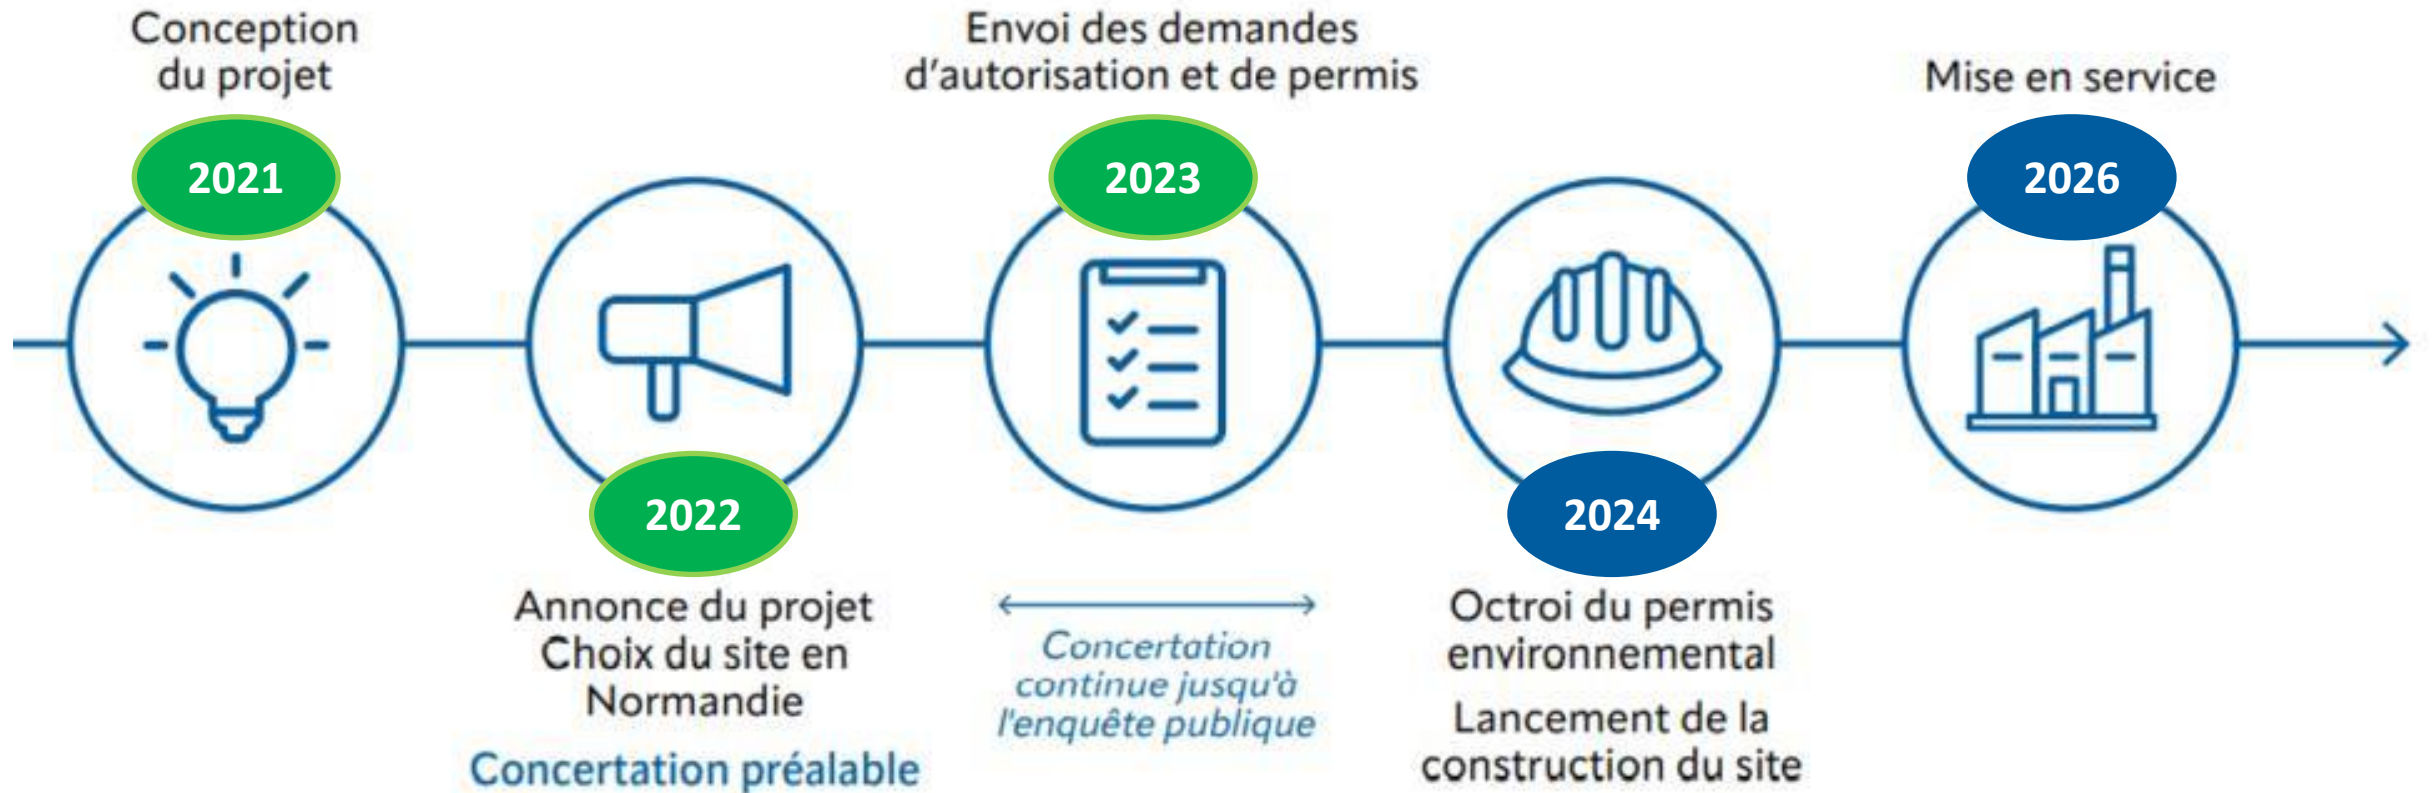 Conception
du projet
2021
2022
Annonce du projet
Choix du site en
Normandie
Concertation préalable
Envoi des demandes
d'autorisation et de permis
2023
Concertation
continue jusqu'à
l'enquête publique
2024
Octroi du permis
environnemental
Lancement de la
construction du site
Mise en service
2026